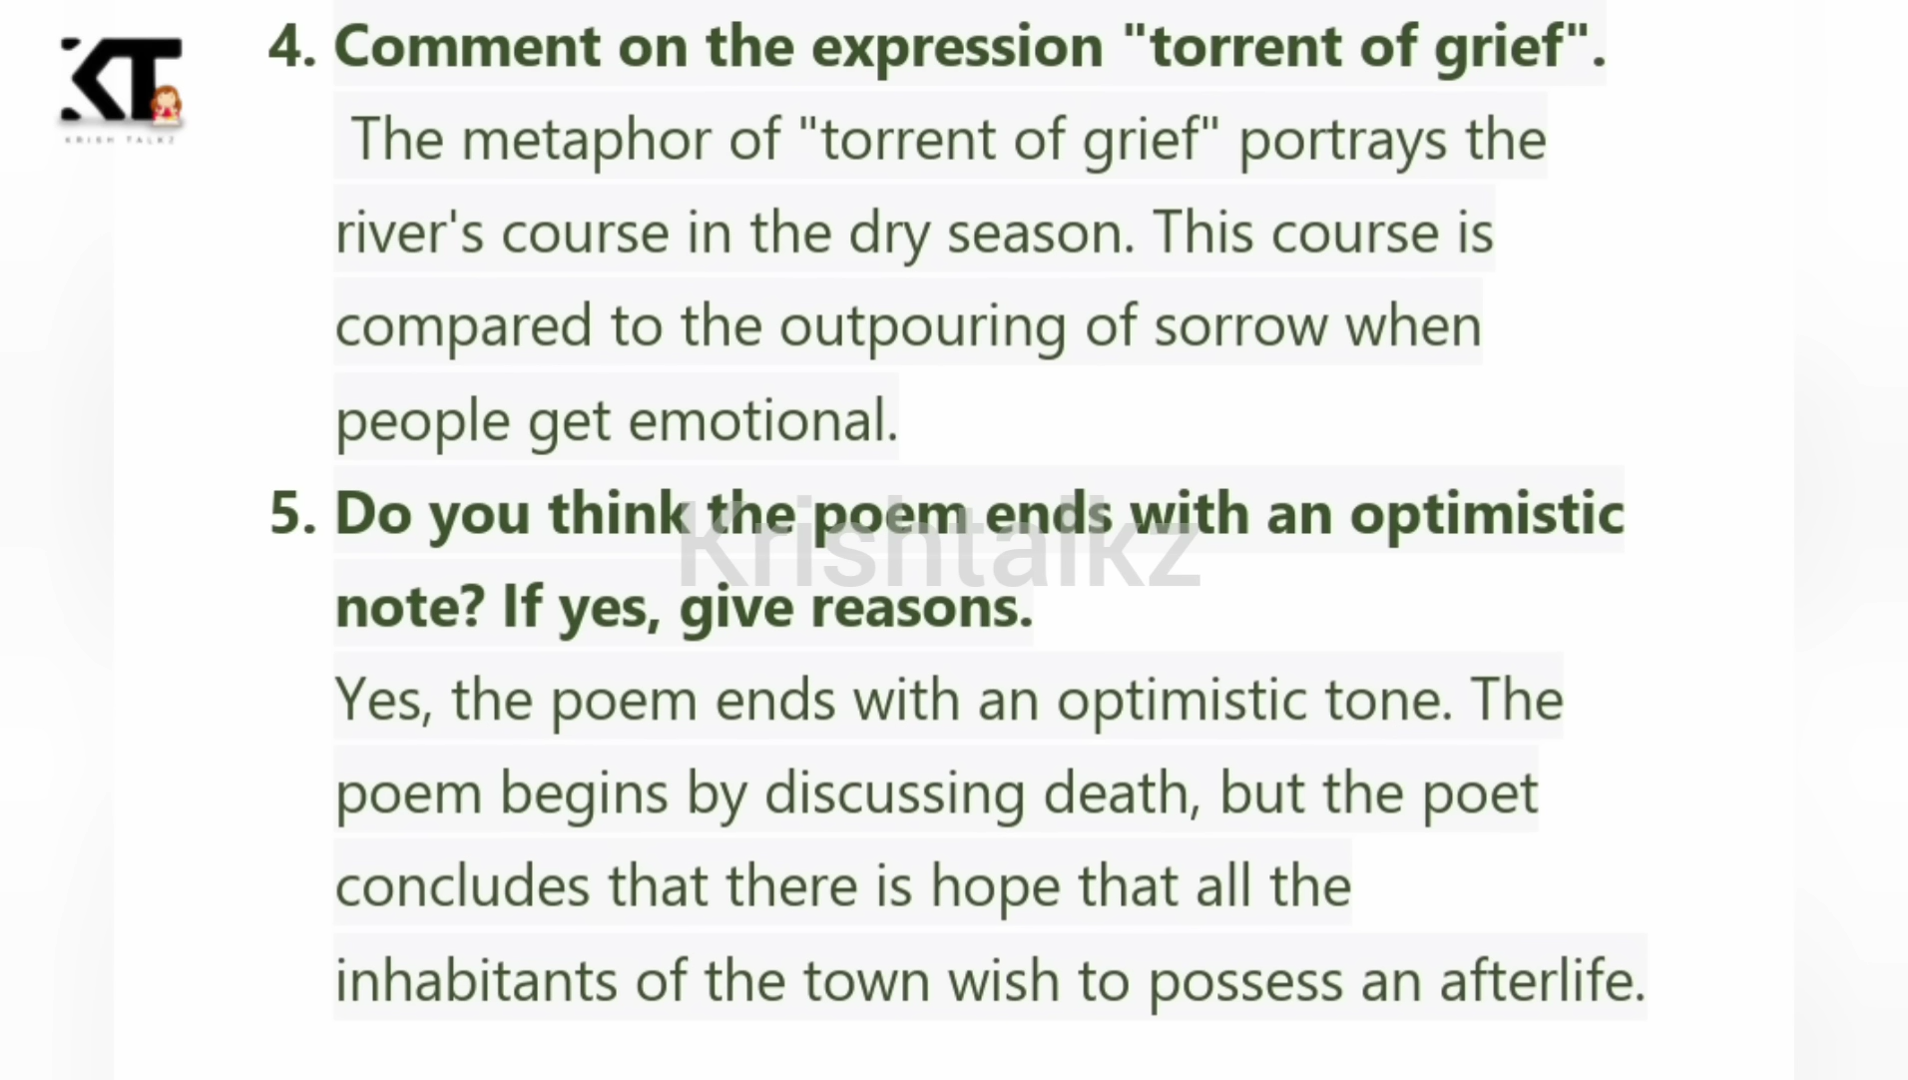 KT
KRISH TALKZ
4. Comment on the expression "torrent of grief".
The metaphor of "torrent of grief" portrays the
river's course in the dry season. This course is
compared to the outpouring of sorrow when
people get emotional.
5. Do you think the poem ends with an optimistic
note? If yes, give reasons.
Krishtalkz
Yes, the poem ends with an optimistic tone. The
poem begins by discussing death, but the poet
concludes that there is hope that all the
inhabitants of the town wish to possess an afterlife.